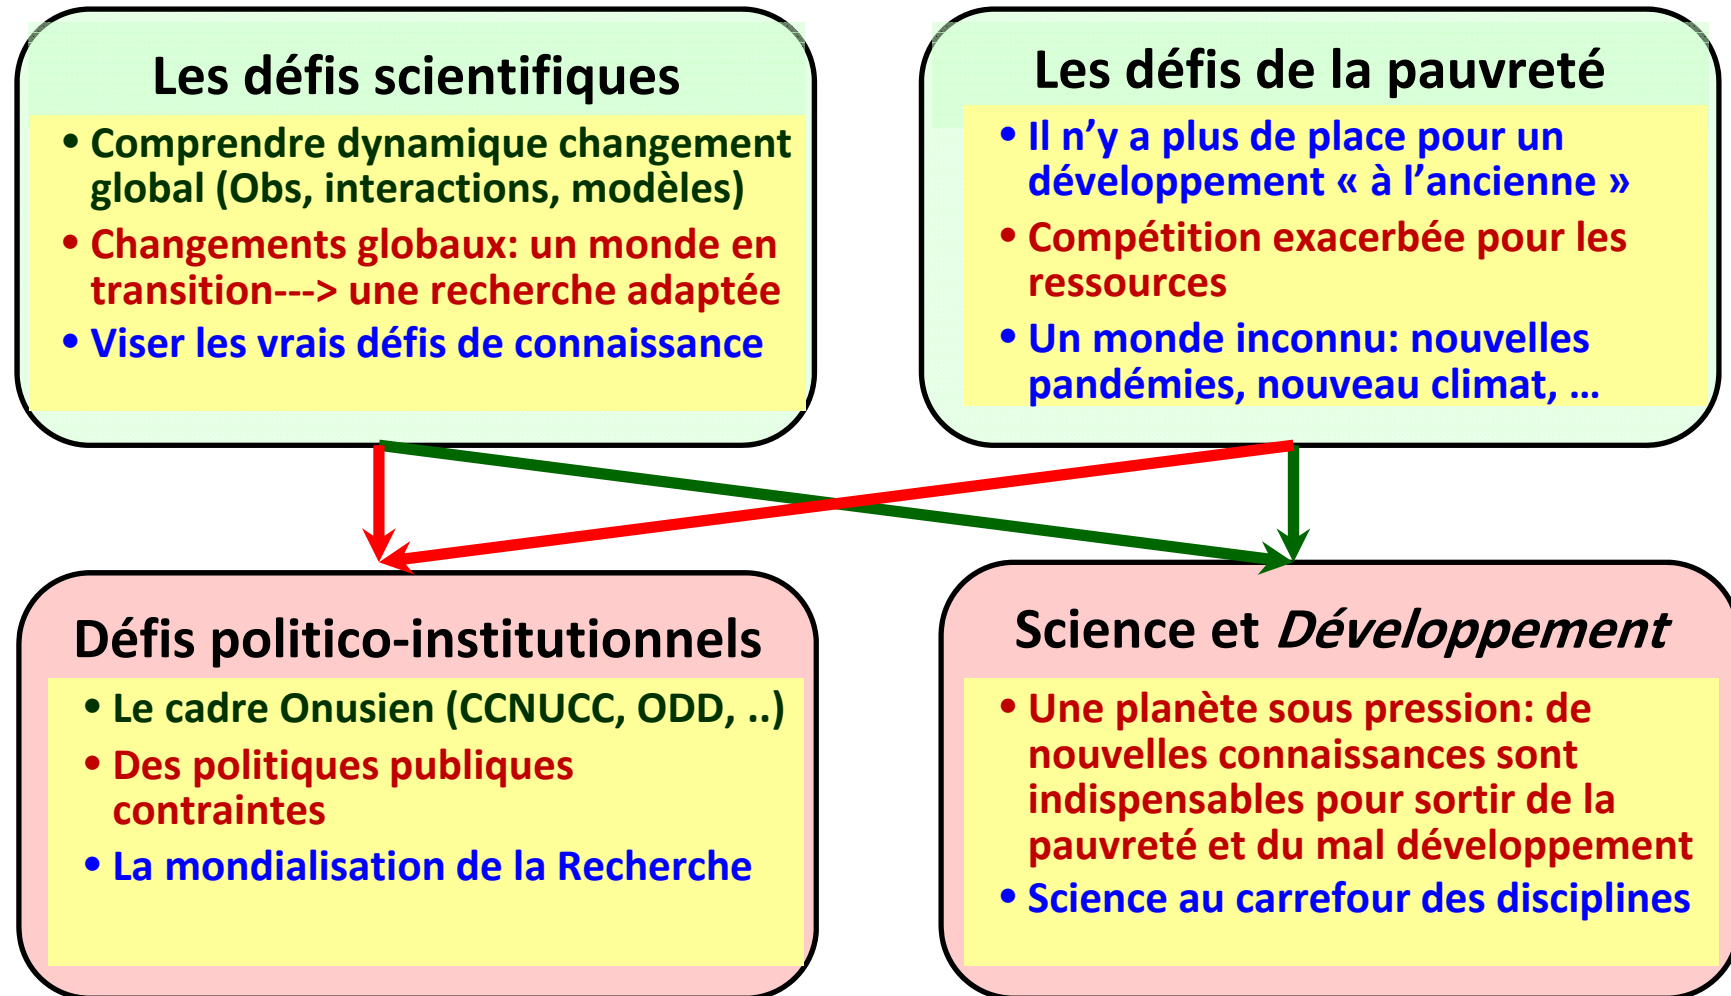 Les défis scientifiques
• Comprendre dynamique changement
global (Obs, interactions, modèles)
• Changements globaux: un monde en
transition---> une recherche adaptée
• Viser les vrais défis de connaissance
Les défis de la pauvreté
• Il n’y a plus de place pour un
développement « à l’ancienne »
• Compétition exacerbée pour les
ressources
• Un monde inconnu: nouvelles
pandémies, nouveau climat, …
Défis politico-institutionnels
• Le cadre Onusien (CCNUCC, ODD, ..)
• Des politiques publiques
contraintes
• La mondialisation de la Recherche
Science et Développement
• Une planète sous pression: de
nouvelles connaissances sont
indispensables pour sortir de la
pauvreté et du mal développement
• Science au carrefour des disciplines